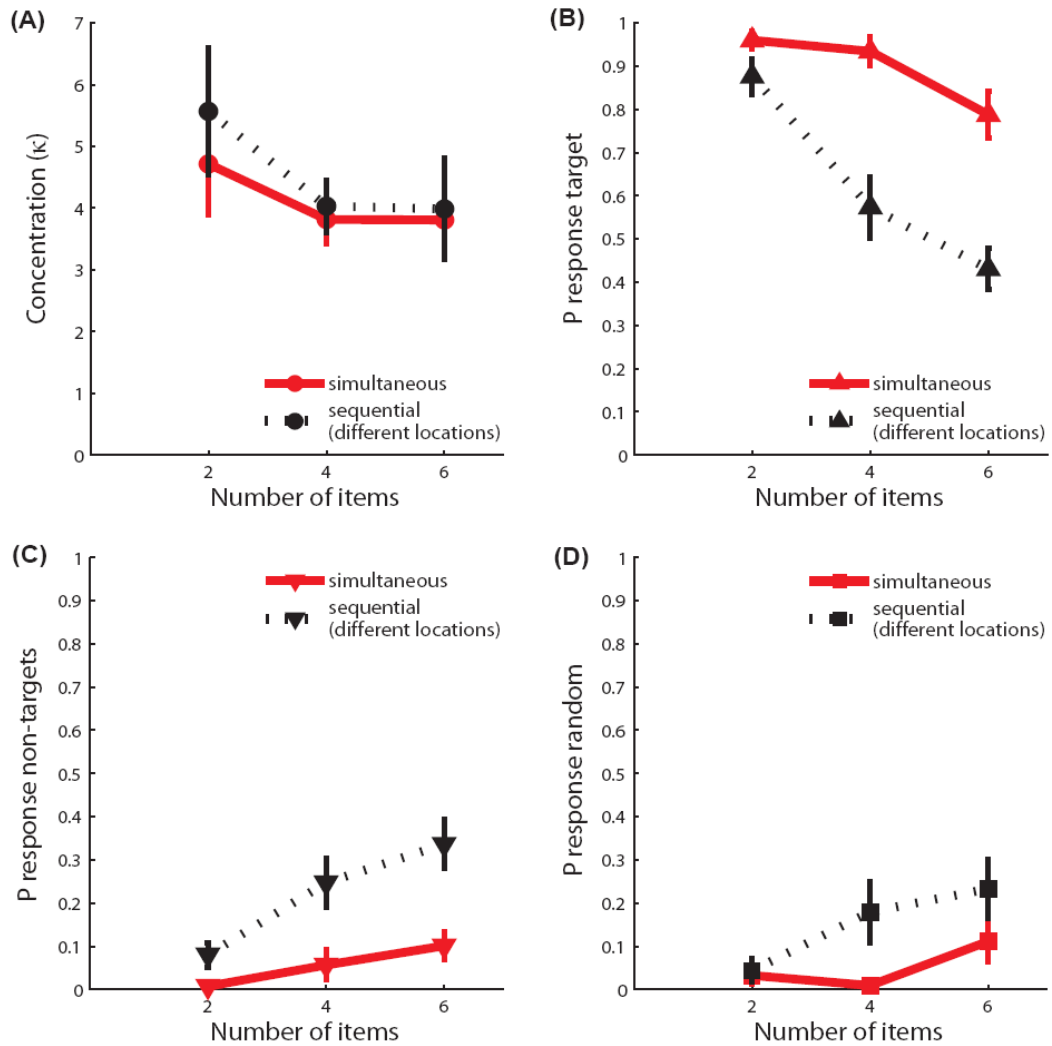 (A)
7
6
5
4
3
2
1
0
Concentration (κ)
simultaneous
sequential
(different locations)
2 4 6
Number of items
(B)
1
0.9
0.8
0.7
0.6
0.5
0.4
0.3
0.2
0.1
0
P response target
simultaneous
sequential
(different locations)
2 4 6
Number of items
(C)
1
0.9
0.8
0.7
0.6
0.5
0.4
0.3
0.2
0.1
0
P response non-targets
simultaneous
sequential
(different locations)
2 4 6
Number of items
(D)
1
0.9
0.8
0.7
0.6
0.5
0.4
0.3
0.2
0.1
0
P response random
simultaneous
sequential
(different locations)
2 4 6
Number of items